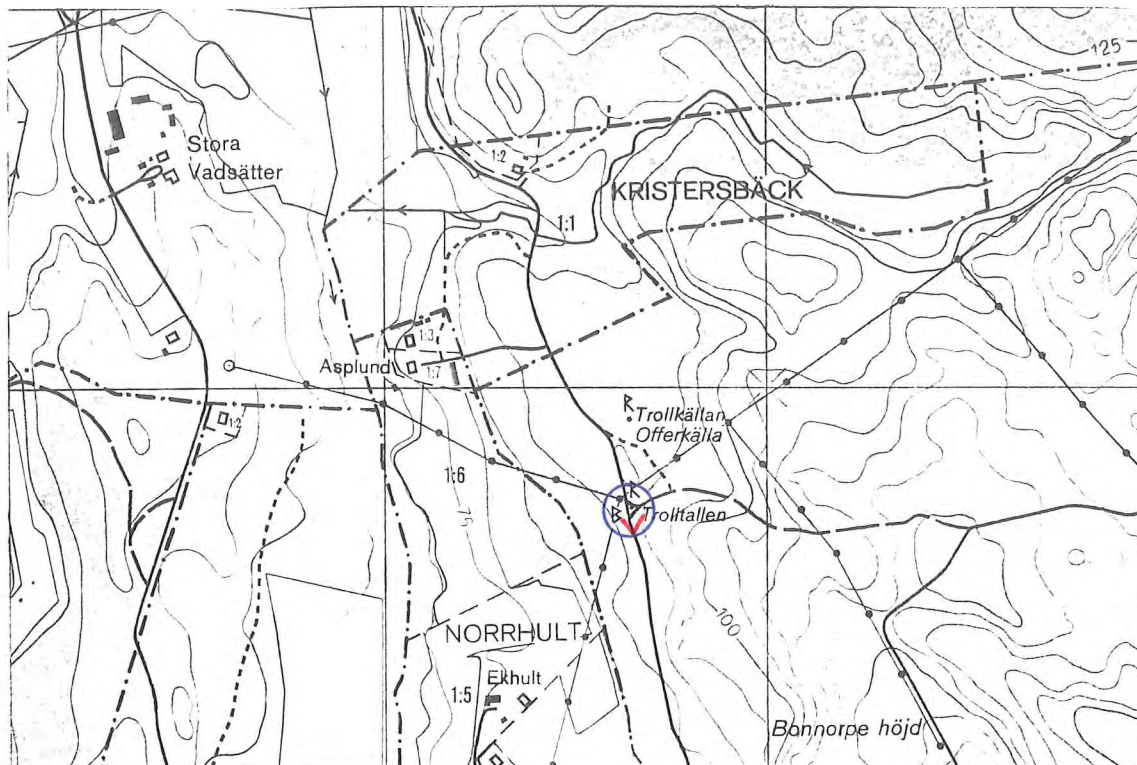 125
Stora
Vadsätter
1:2
KRISTERSBÄCK
1:1
1:3
Asplund
1:7
R
Trollkällan
Offerkälla
1:2
1:6
75
R
R
Trolltallen
100
NORRHULT
Ekhult
1:5
Bonnorpe höjd